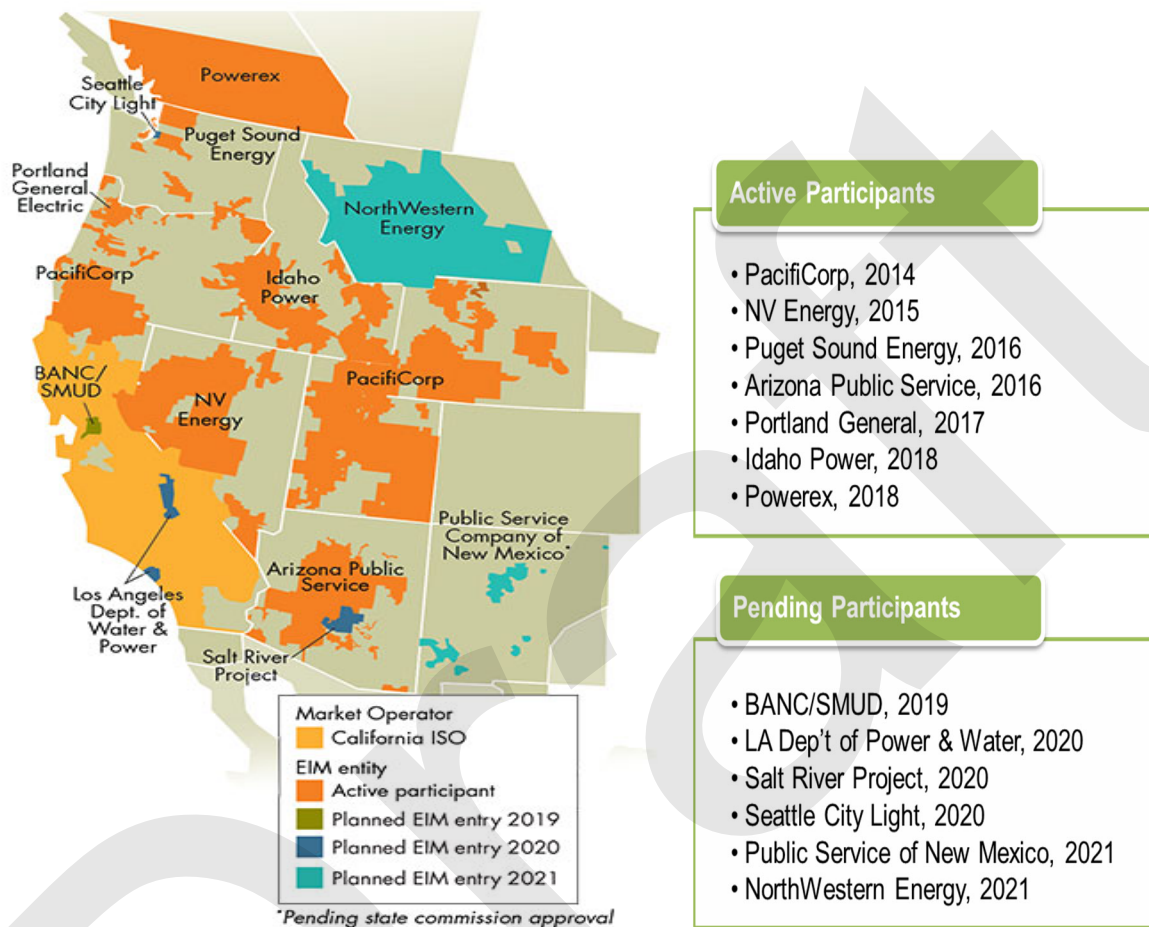 Powerex
Seattle
City Light
Puget Sound
Energy
Portland
General
Electric
NorthWestern
Energy
PacifiCorp
Idaho
Power
BANC/
SMUD
NV
Energy
PacifiCorp
Public Service
Company of
New Mexico*
Arizona Public
Service
Los Angeles
Dept. of
Water &
Power
Salt River
Project
Market Operator
California ISO
EIM entity
Active participant
Planned EIM entry 2019
Planned EIM entry 2020
Planned EIM entry 2021
*Pending state commission approval
Active Participants
• PacifiCorp, 2014
• NV Energy, 2015
• Puget Sound Energy, 2016
• Arizona Public Service, 2016
• Portland General, 2017
• Idaho Power, 2018
• Powerex, 2018
Pending Participants
• BANC/SMUD, 2019
• LA Dep't of Power & Water, 2020
• Salt River Project, 2020
• Seattle City Light, 2020
• Public Service of New Mexico, 2021
• NorthWestern Energy, 2021